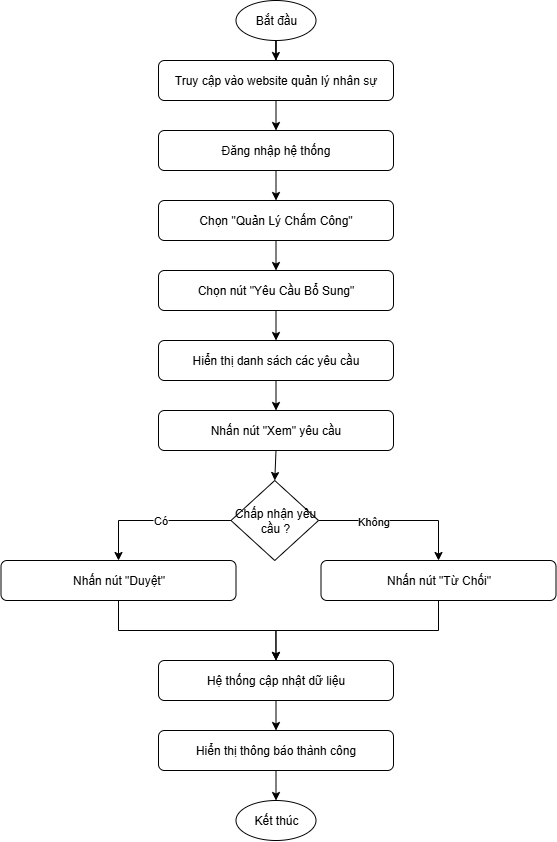 Bắt đầu
Truy cập vào website quản lý nhân sự
Đăng nhập hệ thống
Chọn "Quản Lý Chấm Công"
Chọn nút "Yêu Cầu Bổ Sung"
Hiển thị danh sách các yêu cầu
Nhấn nút "Xem" yêu cầu
Chấp nhận yêu
cầu ?
Có
Không
Nhấn nút "Duyệt"
Nhấn nút "Từ Chối"
Hệ thống cập nhật dữ liệu
Hiển thị thông báo thành công
Kết thúc